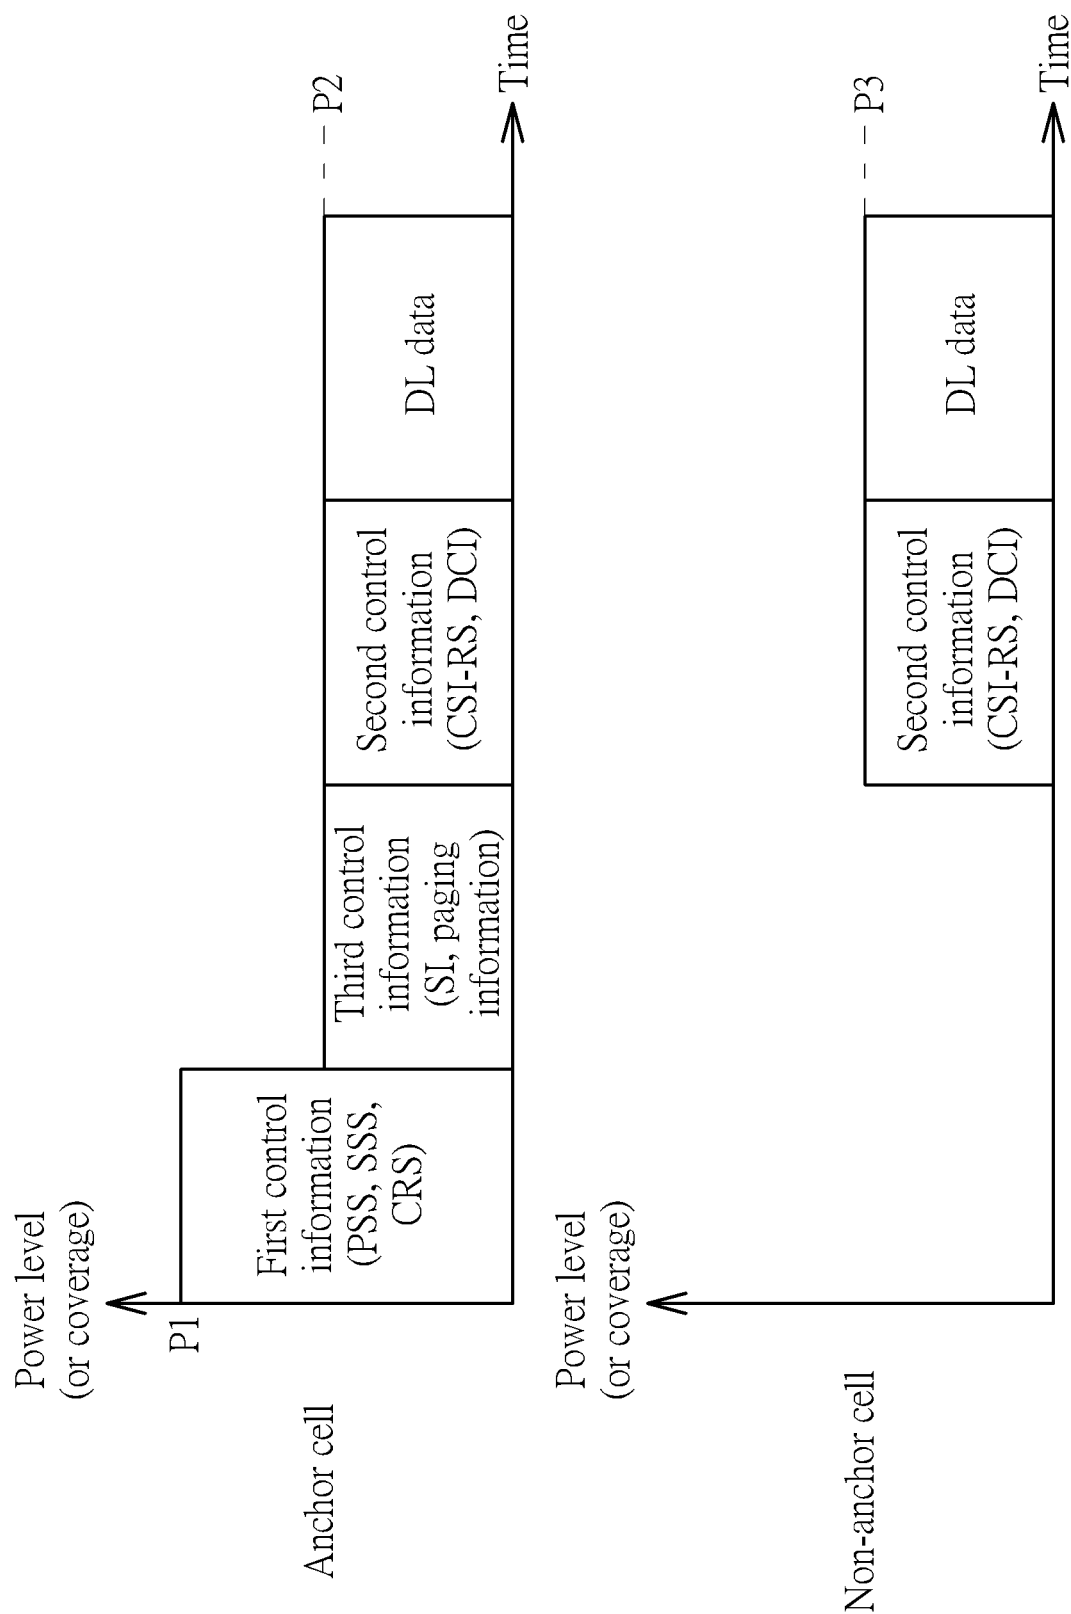 Power level
(or coverage)
P1
Anchor cell
First control
information
(PSS, SSS,
CRS)
Third control
information
(SI, paging
information)
Second control
information
(CSI-RS, DCI)
DL data
P2
Time
Power level
(or coverage)
Non-anchor cell
Second control
information
(CSI-RS, DCI)
DL data
P3
Time